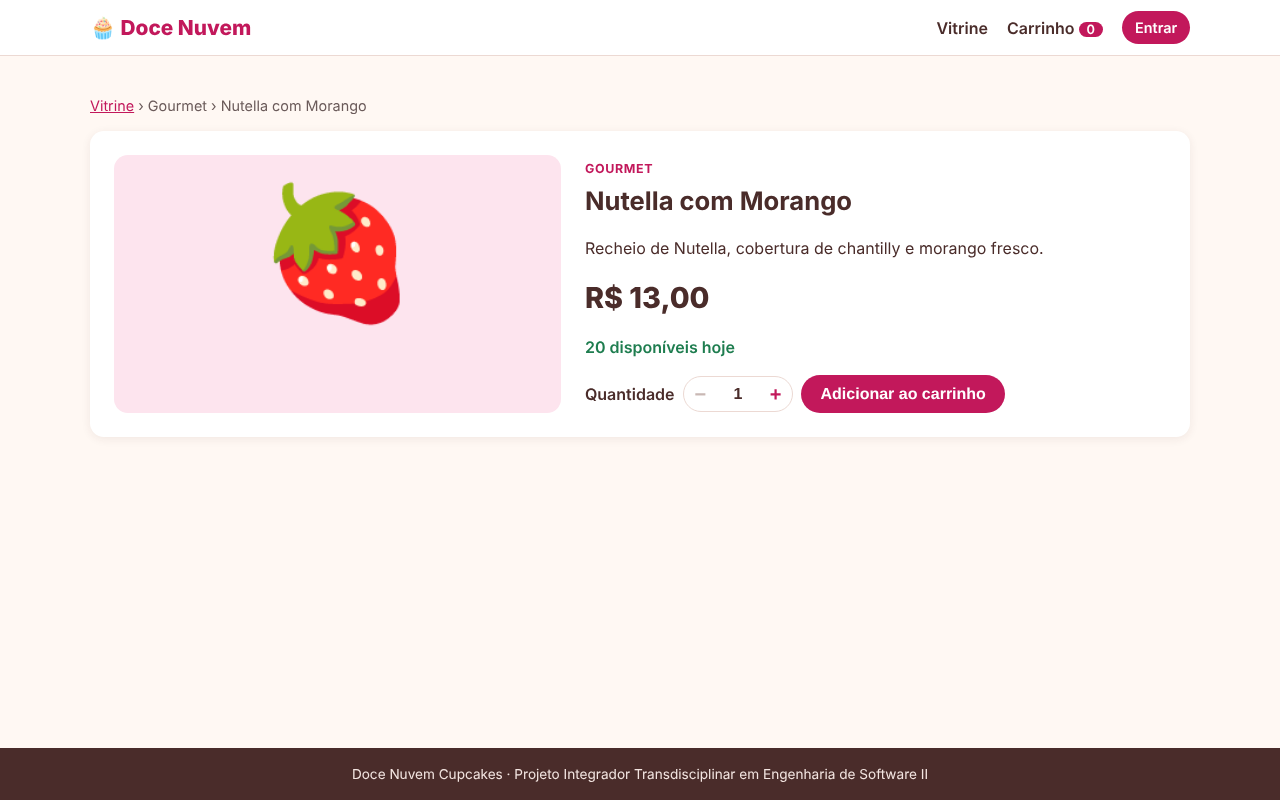 Doce Nuvem
Vitrine Carrinho 0 Entrar
Vitrine › Gourmet › Nutella com Morango
GOURMET
Nutella com Morango
Recheio de Nutella, cobertura de chantilly e morango fresco.
R$ 13,00
20 disponíveis hoje
Quantidade − 1 + Adicionar ao carrinho
Doce Nuvem Cupcakes · Projeto Integrador Transdisciplinar em Engenharia de Software II